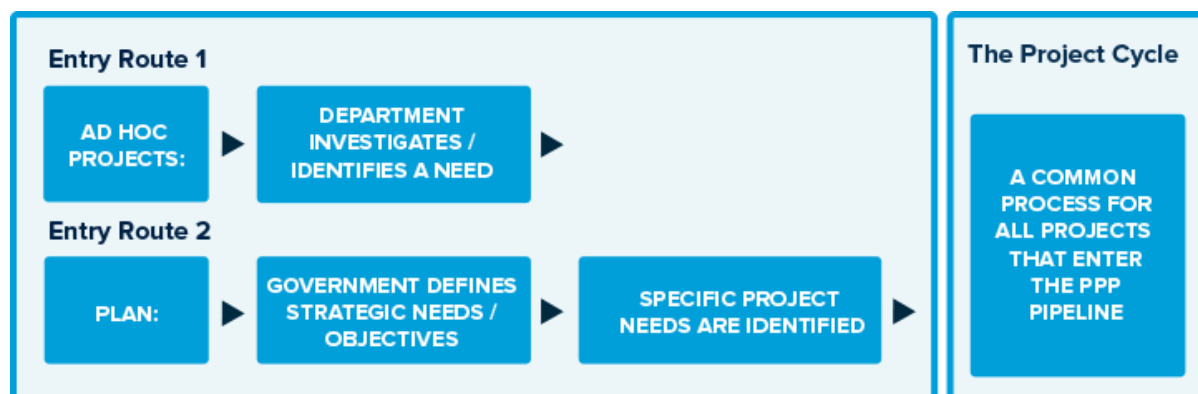 Entry Route 1
AD HOC
PROJECTS:
DEPARTMENT
INVESTIGATES /
IDENTIFIES A NEED
Entry Route 2
PLAN:
GOVERNMENT DEFINES
STRATEGIC NEEDS /
OBJECTIVES
SPECIFIC PROJECT
NEEDS ARE IDENTIFIED
The Project Cycle
A COMMON
PROCESS FOR
ALL PROJECTS
THAT ENTER
THE PPP
PIPELINE